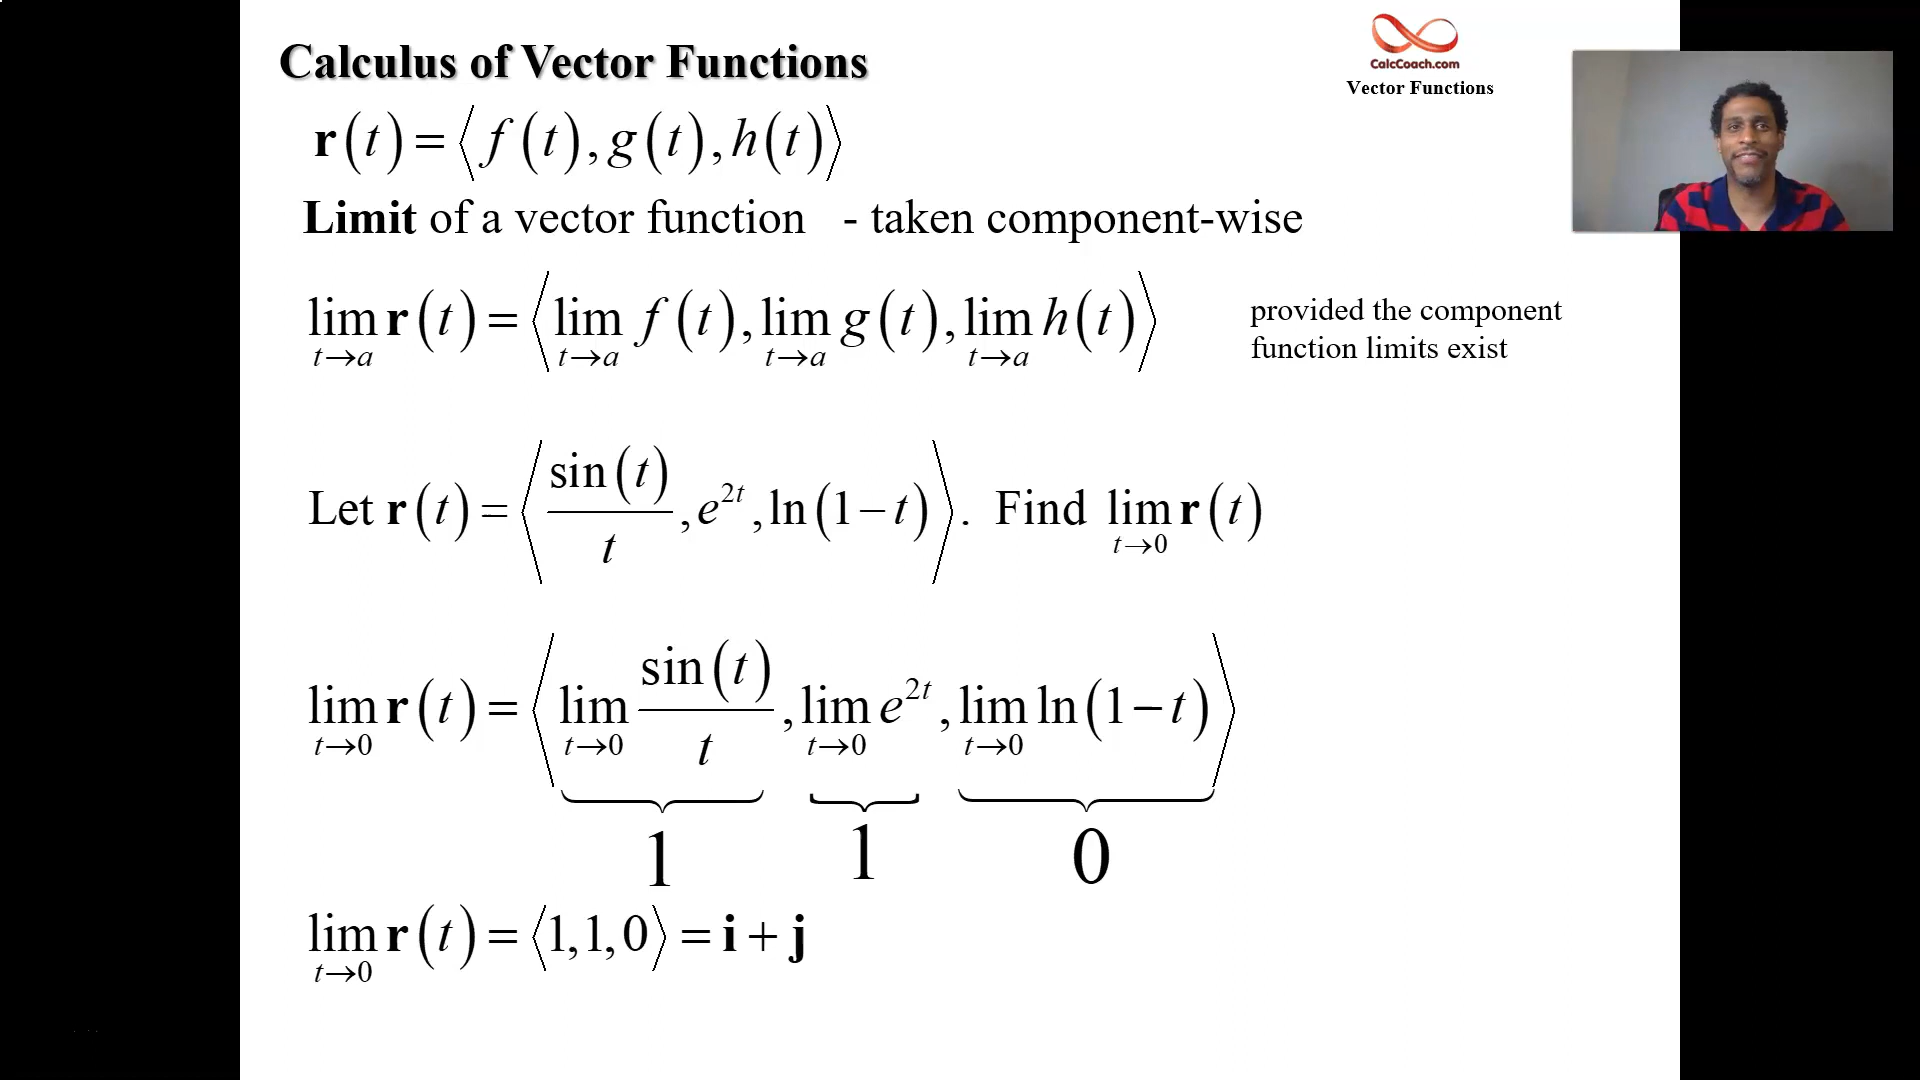 Calculus of Vector Functions
CalcCoach.com
Vector Functions
r(t) = ⟨f(t), g(t), h(t)⟩
Limit of a vector function - taken component-wise
lim t→a r(t) = ⟨lim t→a f(t), lim t→a g(t), lim t→a h(t)⟩
provided the component
function limits exist
Let r(t) = ⟨sin(t)/t, e^{2t}, ln(1−t)⟩. Find lim t→0 r(t)
lim t→0 r(t) = ⟨lim t→0 sin(t)/t, lim t→0 e^{2t}, lim t→0 ln(1−t)⟩
1 1 0
lim t→0 r(t) = ⟨1,1,0⟩ = i + j